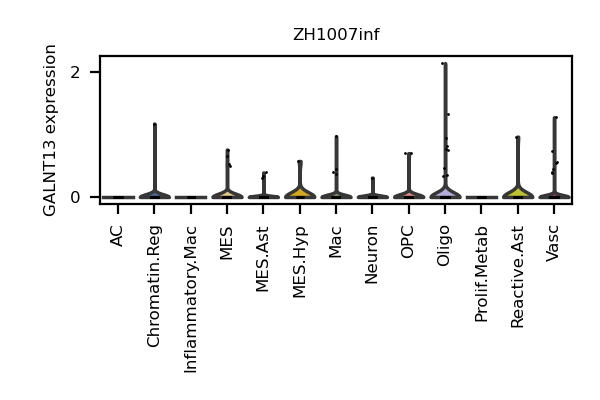 ZH1007inf
GALNT13 expression
2
0
AC
Chromatin.Reg
Inflammatory.Mac
MES
MES.Ast
MES.Hyp
Mac
Neuron
OPC
Oligo
Prolif.Metab
Reactive.Ast
Vasc